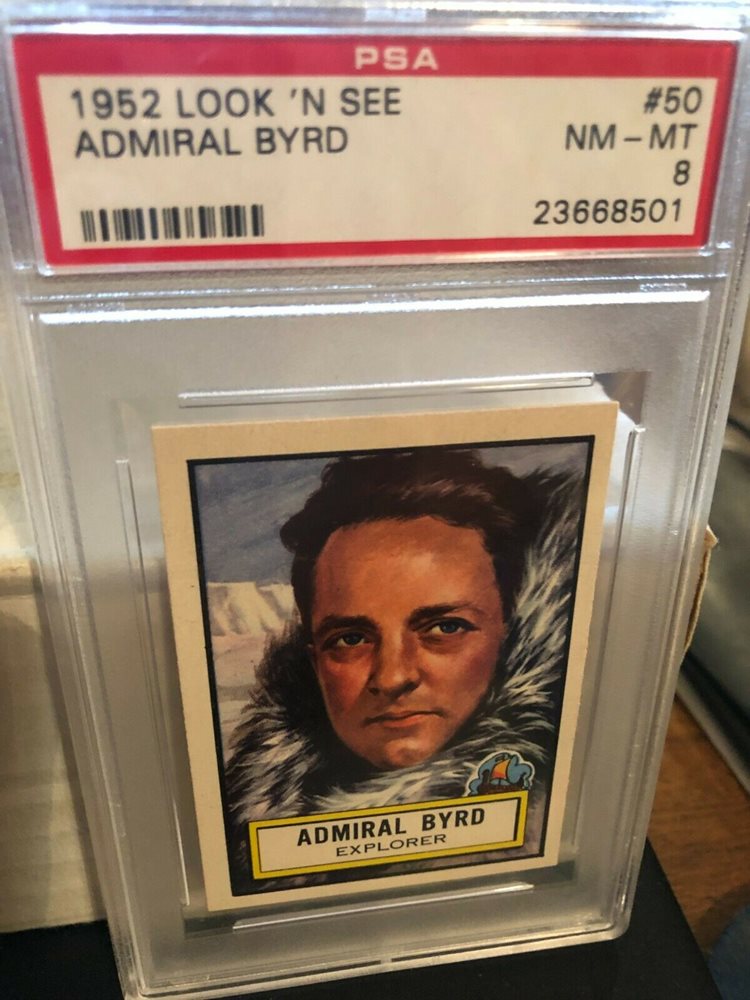 PSA
1952 LOOK 'N SEE #50
ADMIRAL BYRD NM - MT
8
23668501
ADMIRAL BYRD
EXPLORER